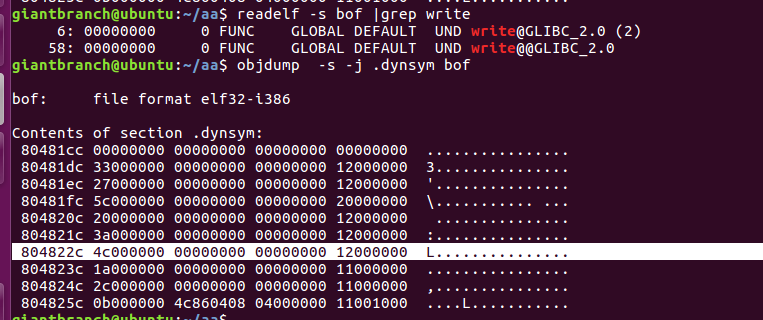 giantbranch@ubuntu:~/aa$ readelf -s bof |grep write
6: 00000000 0 FUNC GLOBAL DEFAULT UND write@GLIBC_2.0 (2)
58: 00000000 0 FUNC GLOBAL DEFAULT UND write@@GLIBC_2.0
giantbranch@ubuntu:~/aa$ objdump -s -j .dynsym bof
bof: file format elf32-i386
Contents of section .dynsym:
80481cc 00000000 00000000 00000000 00000000 ................
80481dc 33000000 00000000 00000000 12000000 3...............
80481ec 27000000 00000000 00000000 12000000 '...............
80481fc 5c000000 00000000 00000000 20000000 \........... ...
804820c 20000000 00000000 00000000 12000000  ...............
804821c 3a000000 00000000 00000000 12000000 :...............
804822c 4c000000 00000000 00000000 12000000 L...............
804823c 1a000000 00000000 00000000 11000000 ................
804824c 2c000000 00000000 00000000 11000000 ,...............
804825c 0b000000 4c860408 04000000 11001000 ....L...........